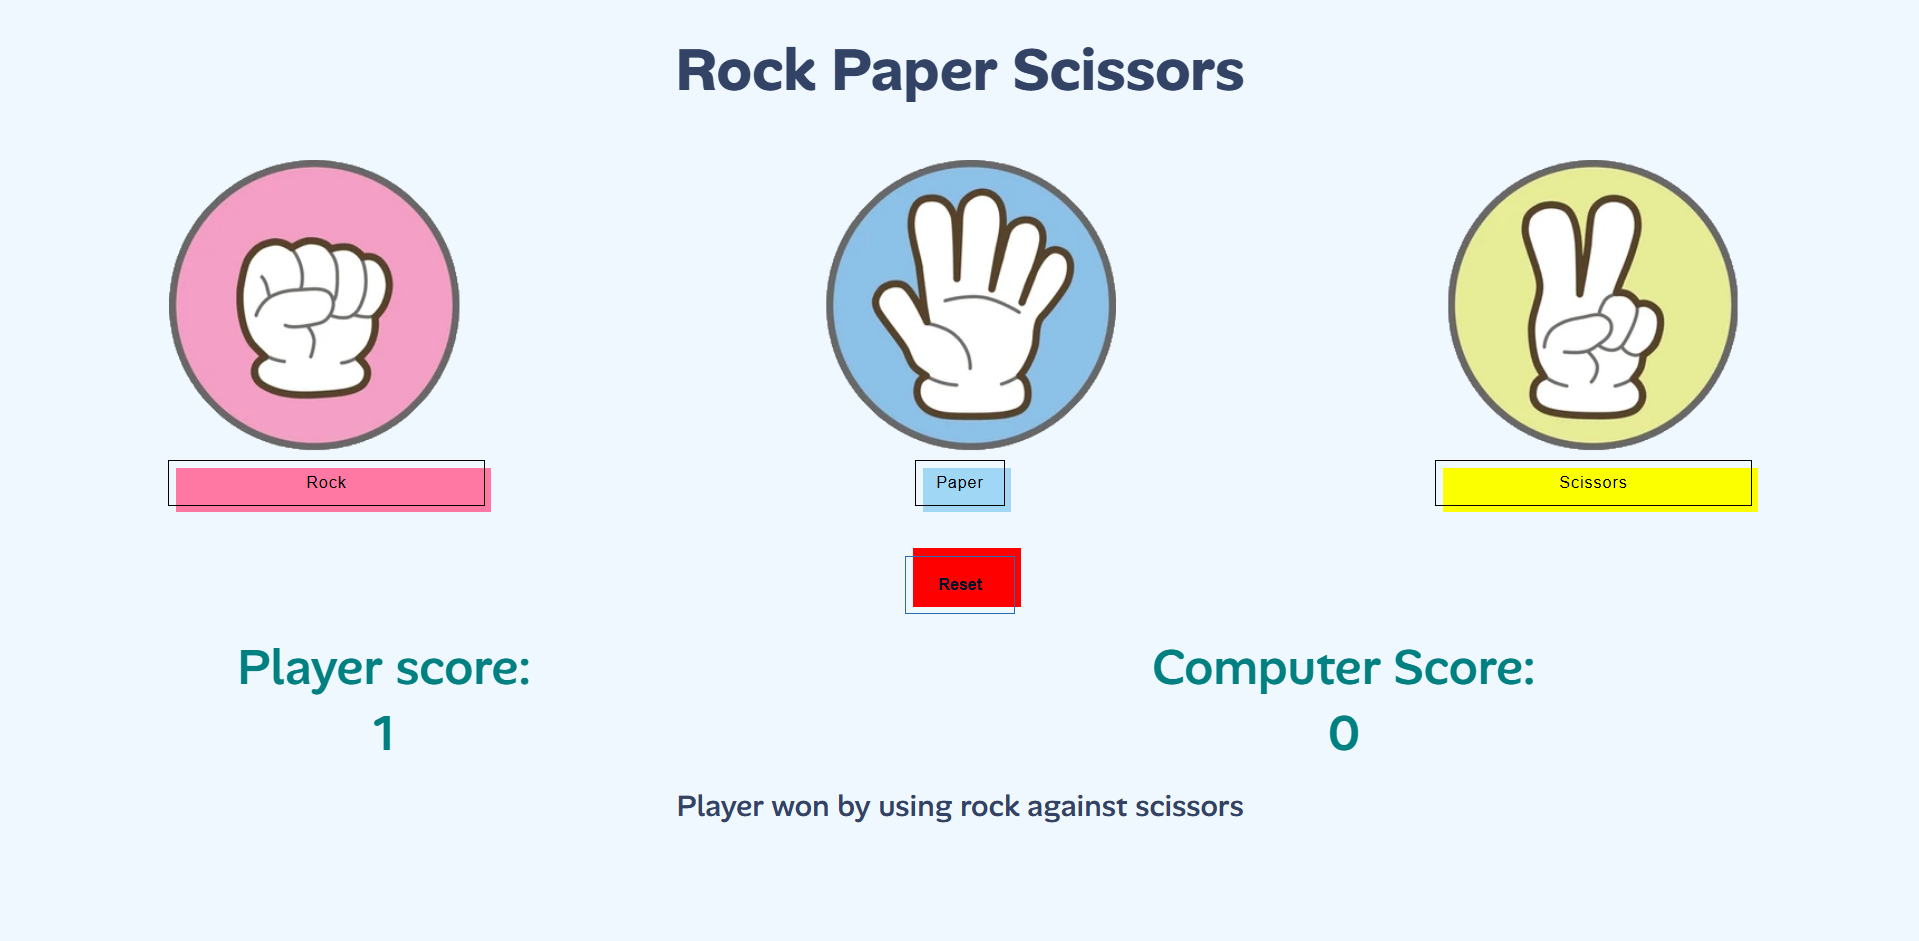 Rock Paper Scissors
Rock
Paper
Scissors
Reset
Player score:
1
Computer Score:
0
Player won by using rock against scissors